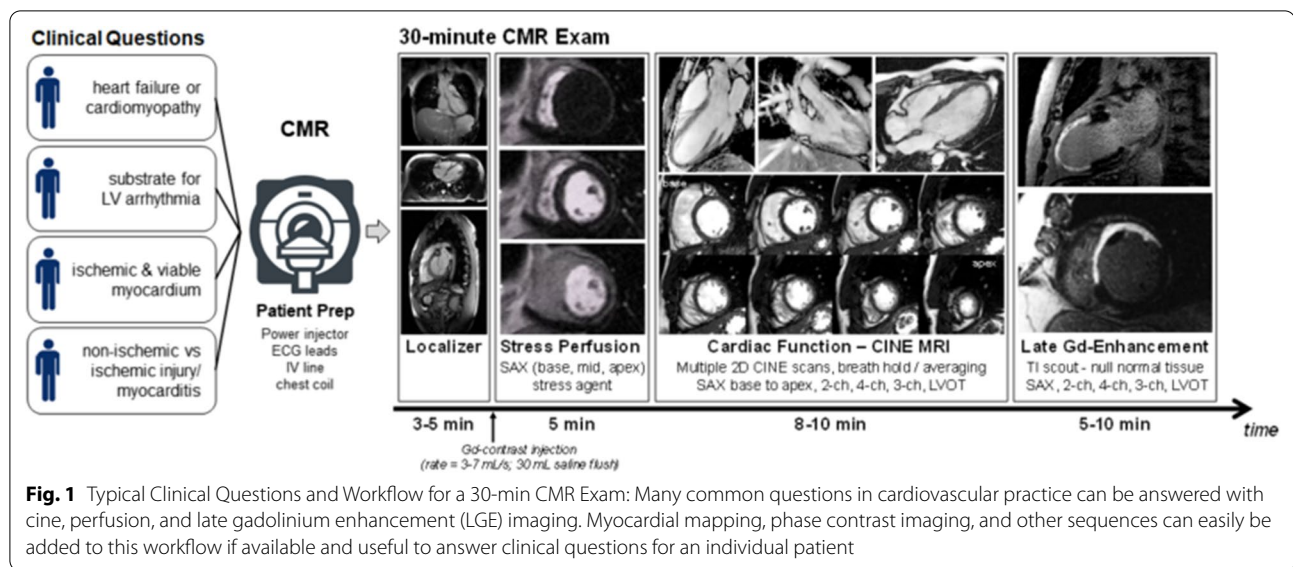 Clinical Questions
heart failure or
cardiomyopathy
substrate for
LV arrhythmia
ischemic & viable
myocardium
non-ischemic vs
ischemic injury/
myocarditis
CMR
Patient Prep
Power injector
ECG leads
IV line
chest coil
30-minute CMR Exam
Localizer
Stress Perfusion
SAX (base, mid, apex)
stress agent
base
apex
Cardiac Function – CINE MRI
Multiple 2D CINE scans, breath hold / averaging
SAX base to apex, 2-ch, 4-ch, 3-ch, LVOT
Late Gd-Enhancement
TI scout - null normal tissue
SAX, 2-ch, 4-ch, 3-ch, LVOT
3-5 min
5 min
8-10 min
5-10 min
time
Gd-contrast injection
(rate = 3-7 mL/s; 30 mL saline flush)
Fig. 1 Typical Clinical Questions and Workflow for a 30-min CMR Exam: Many common questions in cardiovascular practice can be answered with
cine, perfusion, and late gadolinium enhancement (LGE) imaging. Myocardial mapping, phase contrast imaging, and other sequences can easily be
added to this workflow if available and useful to answer clinical questions for an individual patient